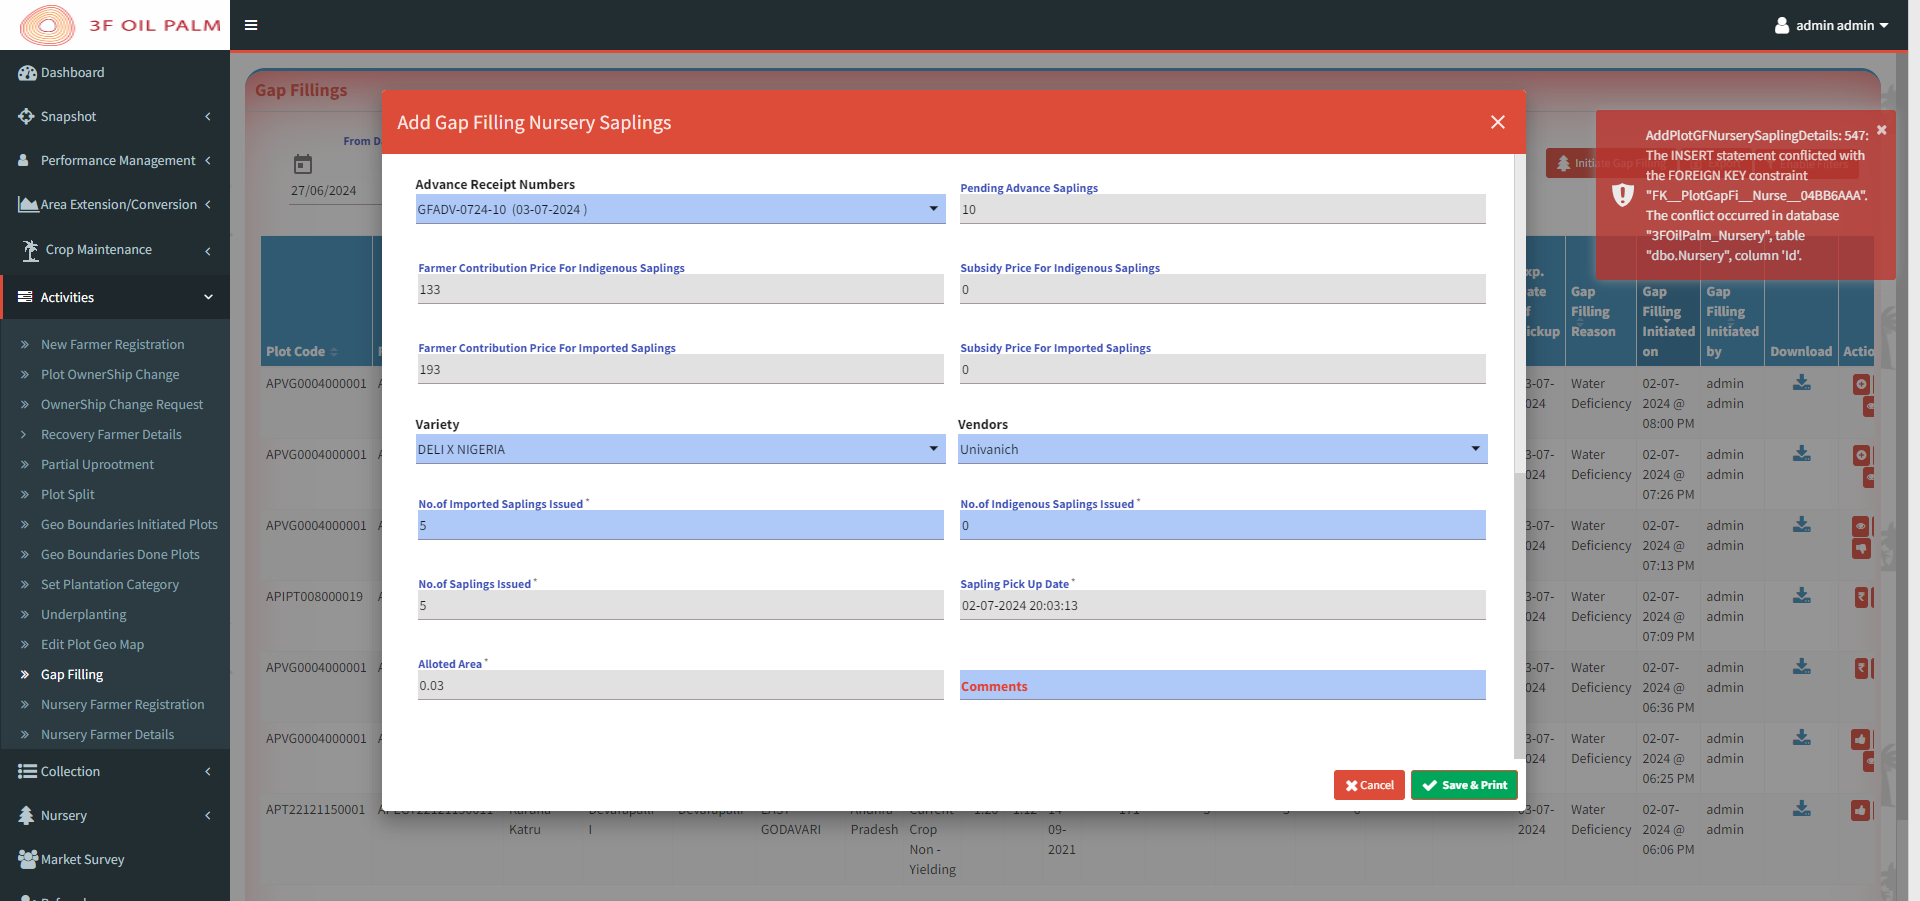 3F OIL PALM
admin admin
Dashboard
Snapshot
Performance Management
Area Extension/Conversion
Crop Maintenance
Activities
New Farmer Registration
Plot OwnerShip Change
OwnerShip Change Request
Recovery Farmer Details
Partial Uprootment
Plot Split
Geo Boundaries Initiated Plots
Geo Boundaries Done Plots
Set Plantation Category
Underplanting
Edit Plot Geo Map
Gap Filling
Nursery Farmer Registration
Nursery Farmer Details
Collection
Nursery
Market Survey
Gap Fillings
From D
27/06/2024
Add Gap Filling Nursery Saplings
Advance Receipt Numbers
GFADV-0724-10 (03-07-2024 )
Pending Advance Saplings
10
Farmer Contribution Price For Indigenous Saplings
133
Subsidy Price For Indigenous Saplings
0
Farmer Contribution Price For Imported Saplings
193
Subsidy Price For Imported Saplings
0
Variety
DELI X NIGERIA
Vendors
Univanich
No.of Imported Saplings Issued *
5
No.of Indigenous Saplings Issued *
0
No.of Saplings Issued *
5
Sapling Pick Up Date *
02-07-2024 20:03:13
Alloted Area *
0.03
Comments
Cancel
Save & Print
AddPlotGFNurserySaplingDetails: 547:
The INSERT statement conflicted with
the FOREIGN KEY constraint
"FK__PlotGapFi__Nurse__04BB6AAA".
The conflict occurred in database
"3FOilPalm_Nursery", table
"dbo.Nursery", column 'Id'.
Initiate Gap Filling
Plot Code
xp.
ate
f
ickup
Gap
Filling
Reason
Gap
Filling
Initiated
on
Gap
Filling
Initiated
by
Download
Actio
APVG0004000001
3-07-
024
Water
Deficiency
02-07-
2024 @
08:00 PM
admin
admin
APVG0004000001
3-07-
024
Water
Deficiency
02-07-
2024 @
07:26 PM
admin
admin
APVG0004000001
3-07-
024
Water
Deficiency
02-07-
2024 @
07:13 PM
admin
admin
APIPT008000019
3-07-
024
Water
Deficiency
02-07-
2024 @
07:09 PM
admin
admin
APVG0004000001
3-07-
024
Water
Deficiency
02-07-
2024 @
06:36 PM
admin
admin
APVG0004000001
3-07-
024
Water
Deficiency
02-07-
2024 @
06:25 PM
admin
admin
APT22121150001
Katru
I
GODAVARI
Andhra
Pradesh
Current
Crop
Non -
Yielding
09-
2021
03-07-
2024
Water
Deficiency
02-07-
2024 @
06:06 PM
admin
admin